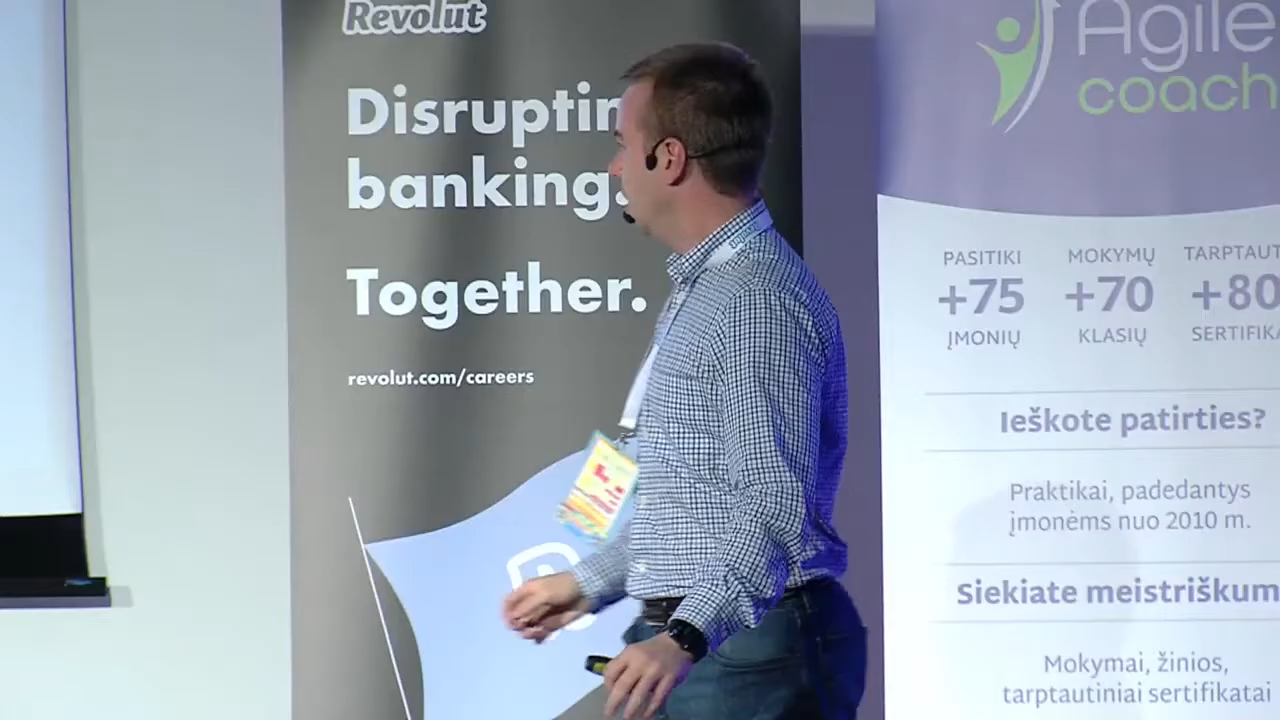 Revolut
Disruptin
banking.
Together.
revolut.com/careers
Agile
coach
PASITIKI
+75
ĮMONIŲ
MOKYMŲ
+70
KLASIŲ
TARPTAUT
+80
SERTIFIKA
Ieškote patirties?
Praktikai, padedantys
įmonėms nuo 2010 m.
Siekiate meistriškum
Mokymai, žinios,
tarptautiniai sertifikatai